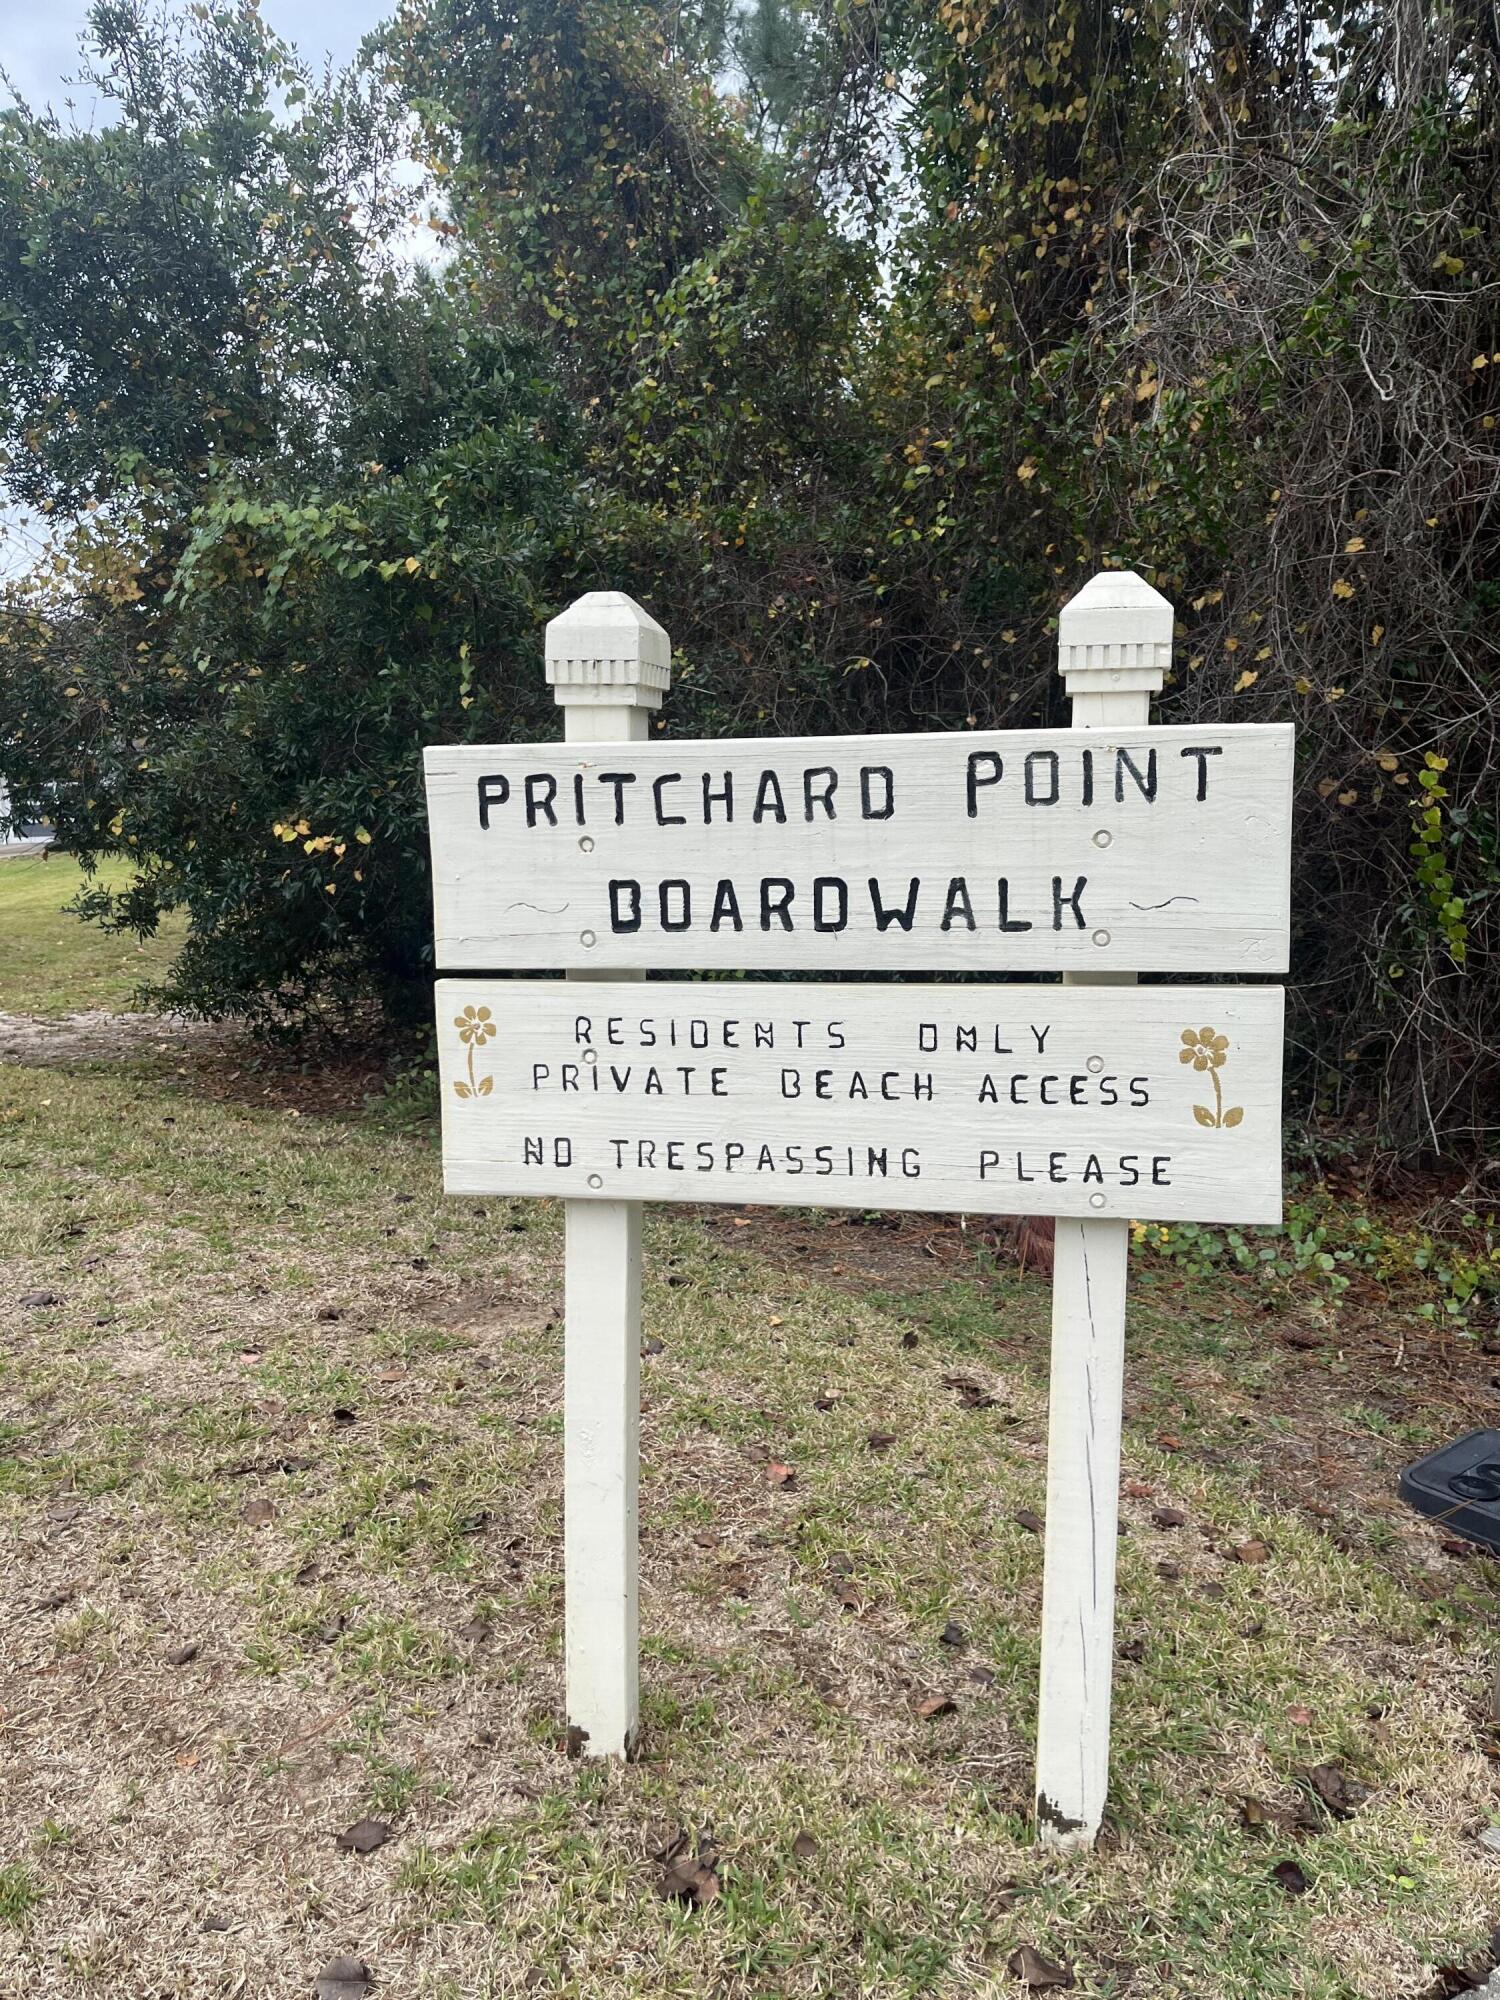 PRITCHARD POINT
BOARDWALK
RESIDENTS ONLY
PRIVATE BEACH ACCESS
NO TRESPASSING PLEASE